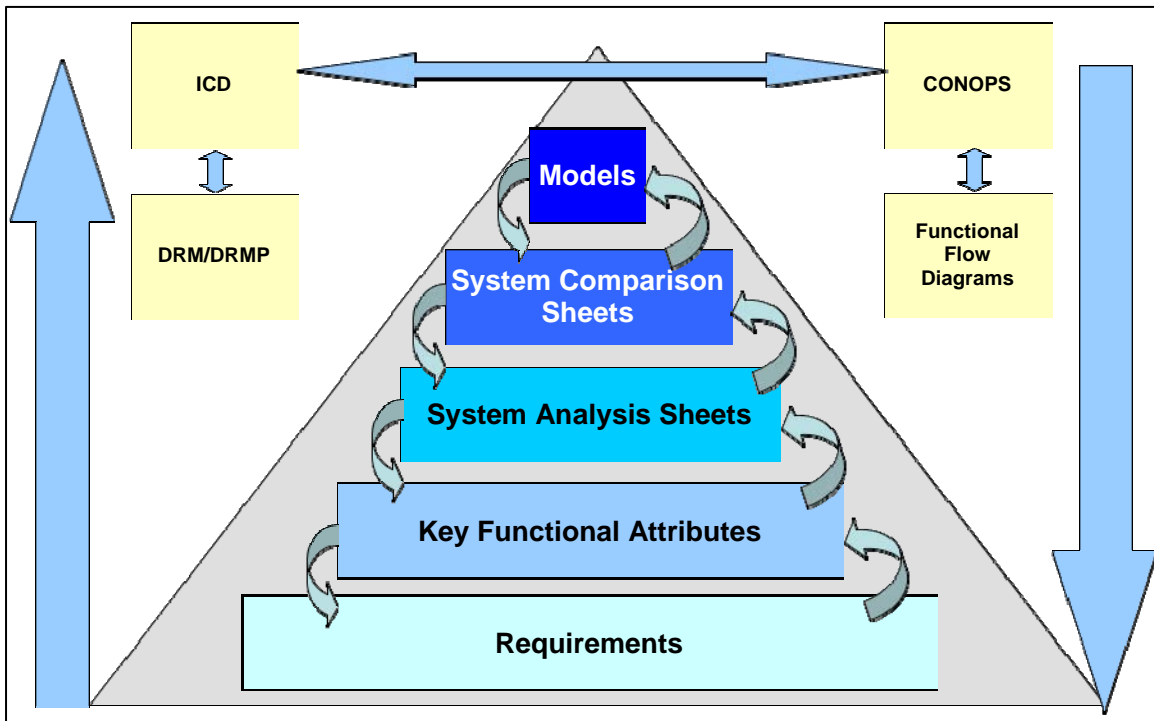 ICD
CONOPS
Models
DRM/DRMP
Functional
Flow
Diagrams
System Comparison
Sheets
System Analysis Sheets
Key Functional Attributes
Requirements